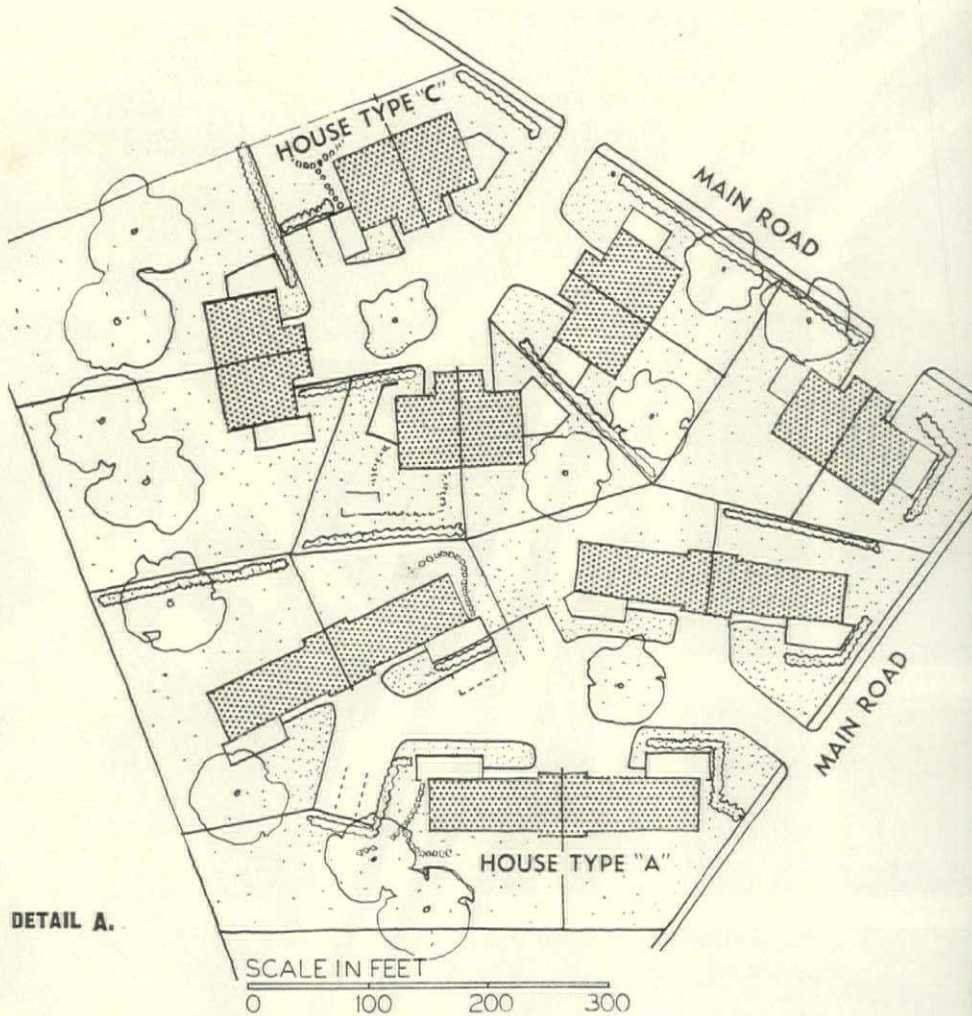 HOUSE TYPE "C"
MAIN ROAD
MAIN ROAD
HOUSE TYPE "A"
DETAIL A.
SCALE IN FEET
0 100 200 300